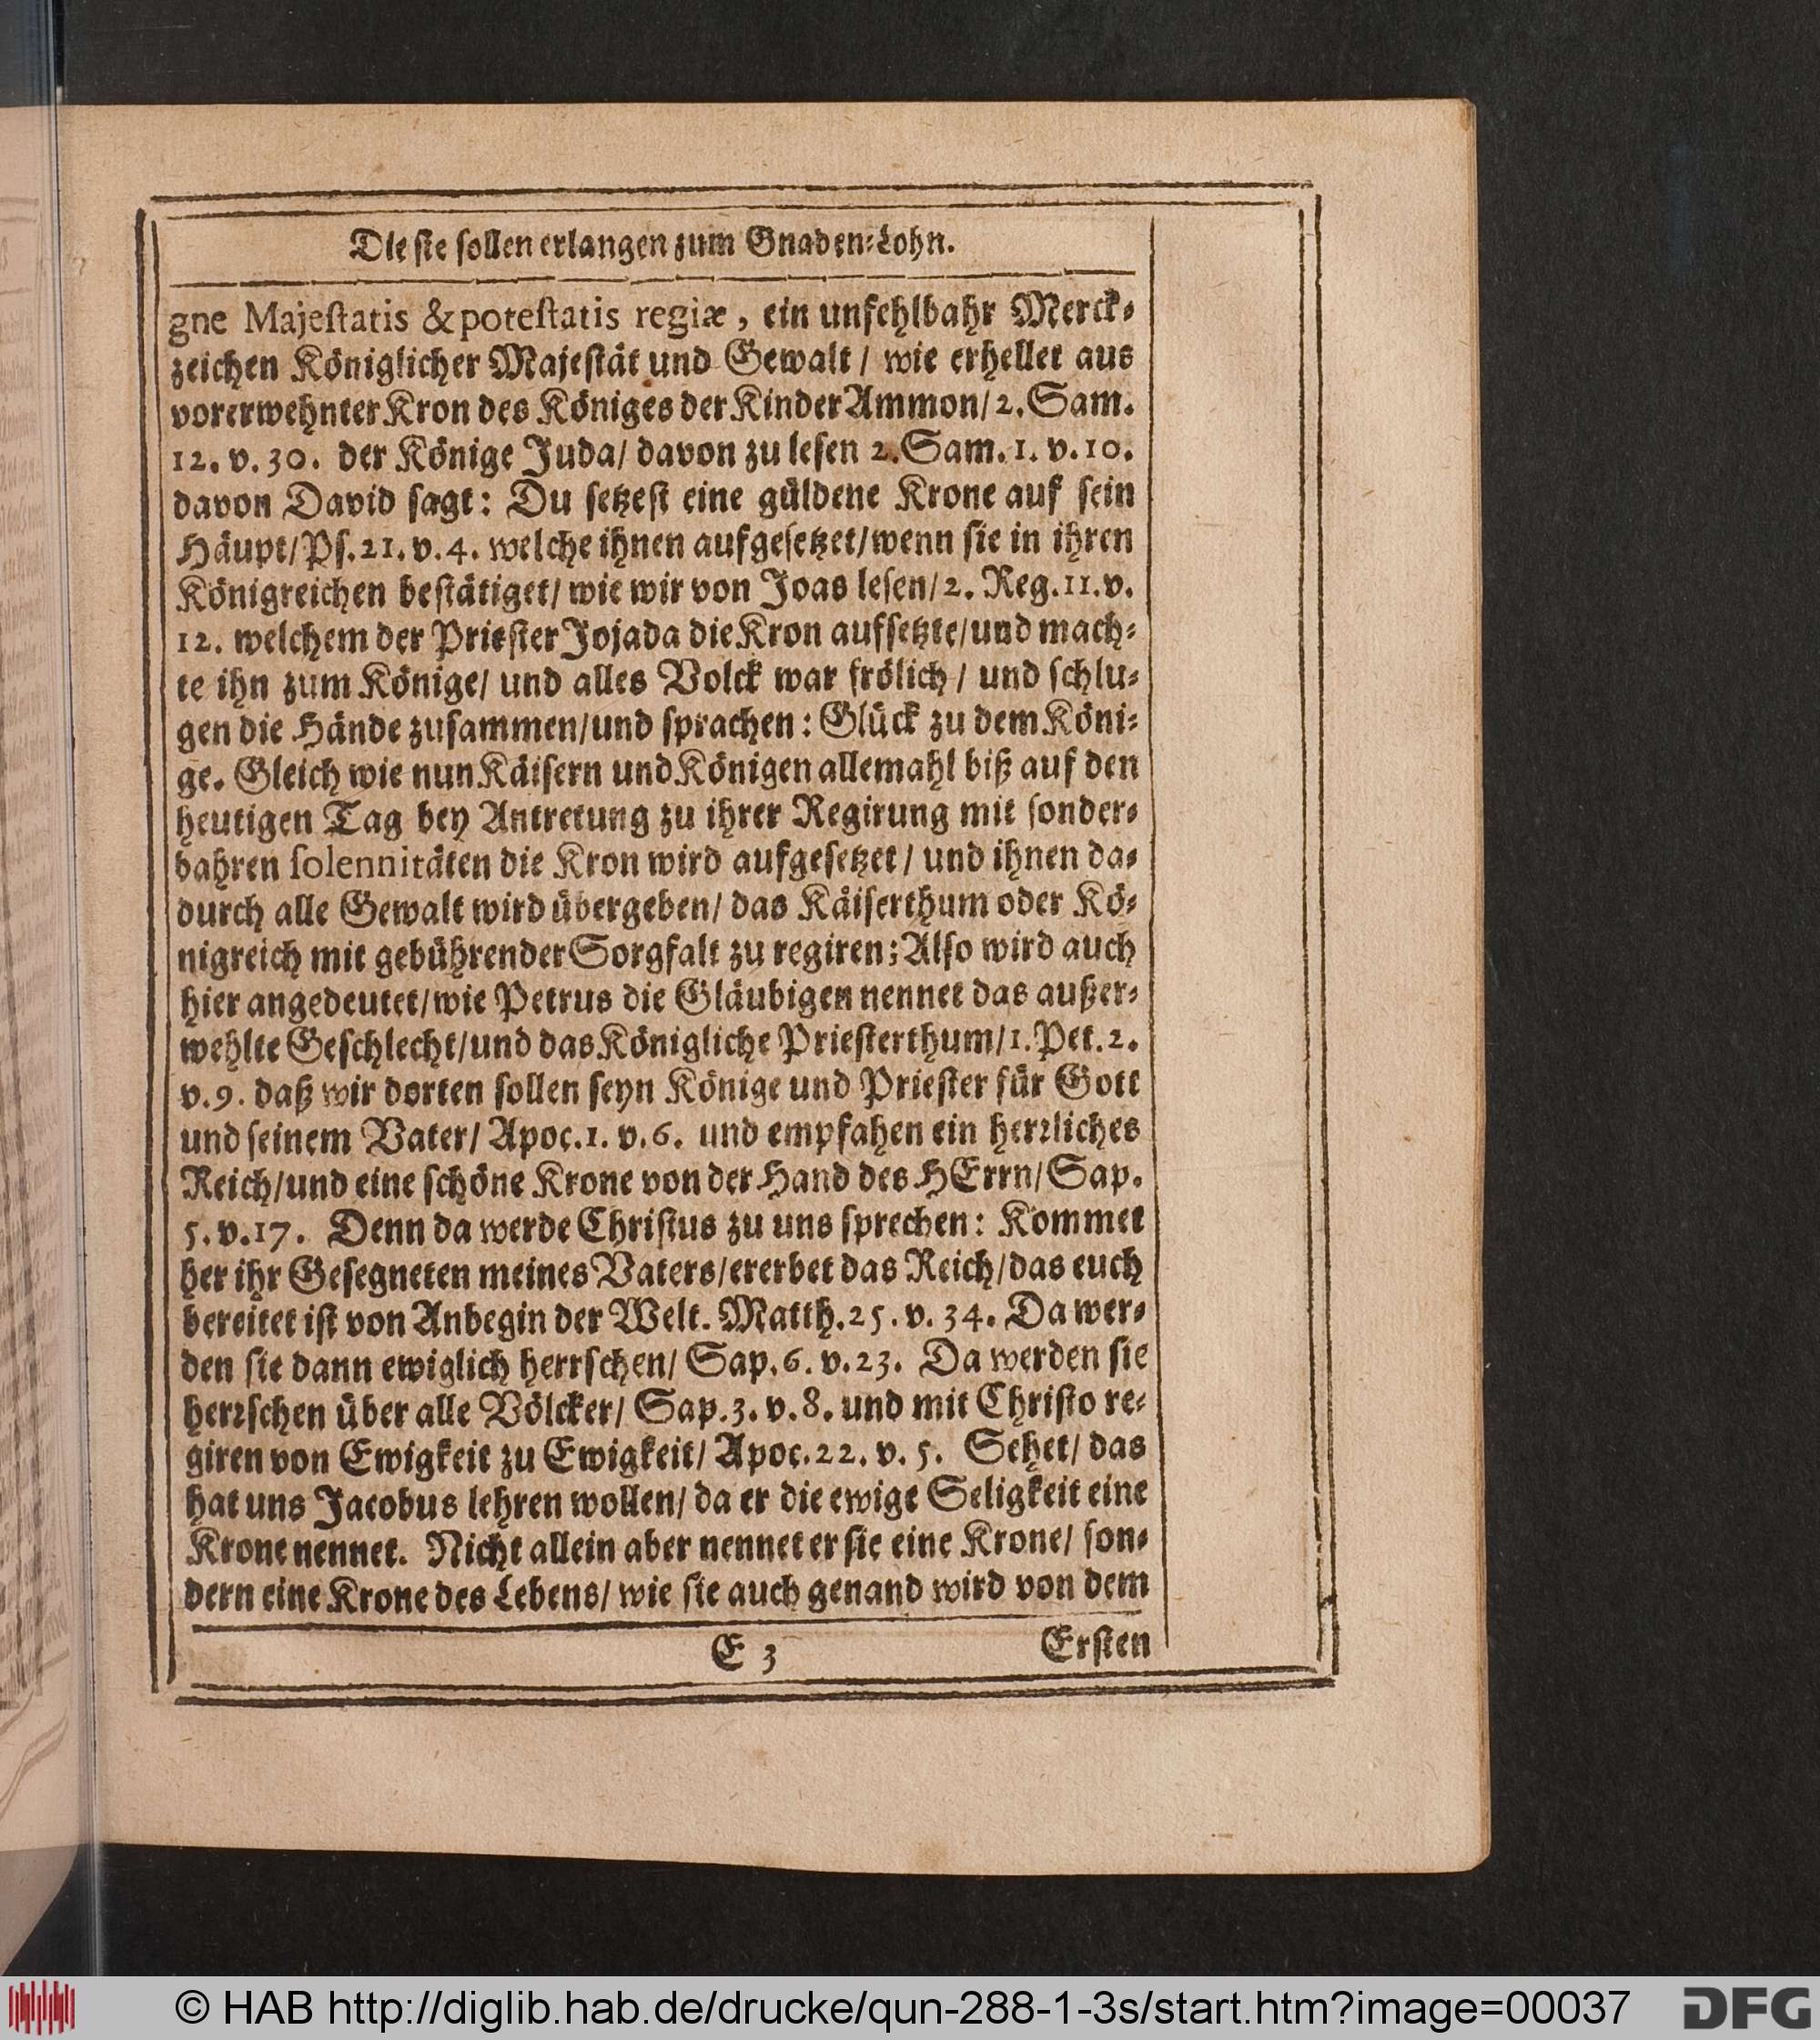 Die sie sollen erlangen zum Gnaden-Lohn.
gne Majestatis & potestatis regiæ, ein unfehlbahr Merck-
zeichen Königlicher Majestät und Gewalt / wie erhellet aus
vorerwehnter Kron des Königes der Kinder Ammon / 2. Sam.
12. v. 30. der Könige Juda / davon zu lesen 2. Sam. 1. v. 10.
davon David sagt: Du setzest eine güldene Krone auf sein
Häupt / Ps. 21. v. 4. welche ihnen aufgesetzet / wenn sie in ihren
Königreichen bestätiget / wie wir von Joas lesen / 2. Reg. 11. v.
12. welchem der Priester Jojada die Kron aufsetzte / und mach-
te ihn zum Könige / und alles Volck war frölich / und schlu-
gen die Hände zusammen / und sprachen: Glück zu dem Köni-
ge. Gleich wie nun Käisern und Königen allemahl biß auf den
heutigen Tag bey Antretung zu ihrer Regirung mit sonder-
bahren solennitäten die Kron wird aufgesetzet / und ihnen da-
durch alle Gewalt wird übergeben / das Käiserthum oder Kö-
nigreich mit gebührender Sorgfalt zu regiren; Also wird auch
hier angedeutet / wie Petrus die Gläubigen nennet das außer-
wehlte Geschlecht / und das Königliche Priesterthum / 1. Pet. 2.
v. 9. daß wir dorten sollen seyn Könige und Priester für Gott
und seinem Vater / Apoc. 1. v. 6. und empfahen ein herrliches
Reich / und eine schöne Krone von der Hand des HErrn / Sap.
5. v. 17. Denn da werde Christus zu uns sprechen: Kommet
her ihr Gesegneten meines Vaters / ererbet das Reich / das euch
bereitet ist von Anbegin der Welt. Matth. 25. v. 34. Da wer-
den sie dann ewiglich herrschen / Sap. 6. v. 23. Da werden sie
herrschen über alle Völcker / Sap. 3. v. 8. und mit Christo re-
giren von Ewigkeit zu Ewigkeit / Apoc. 22. v. 5. Sehet / das
hat uns Jacobus lehren wollen / da er die ewige Seligkeit eine
Krone nennet. Nicht allein aber nennet er sie eine Krone / son-
dern eine Krone des Lebens / wie sie auch genand wird von dem
E 3 Ersten
© HAB http://diglib.hab.de/drucke/qun-288-1-3s/start.htm?image=00037 DFG